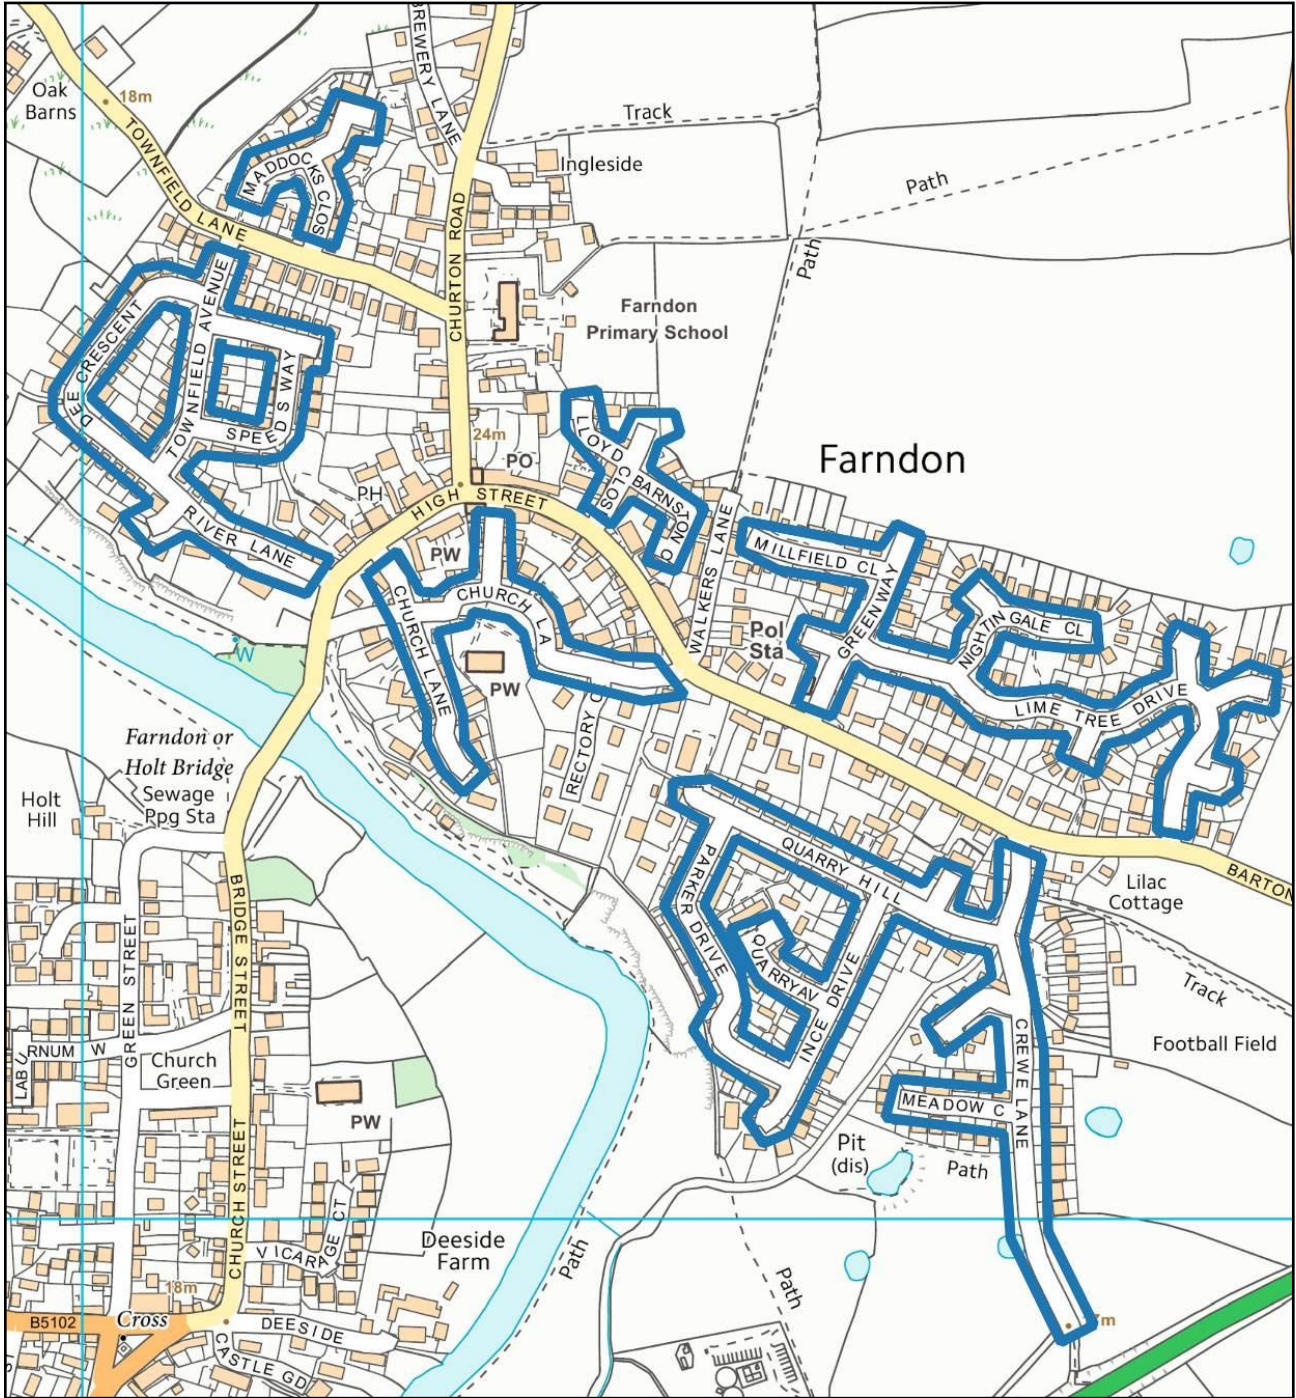 BREWERY LANE
Oak
Barns
18m
TOWNFIELD LANE
Track
Ingleside
MADDOCKS CLOS
Path
CHURTON ROAD
Path
Farndon
Primary School
DEE CRESCENT
TOWNFIELD AVENUE
SPEEDS WAY
24m
PO
LLOYD CLOS
BARNSTON C
Farndon
PH
HIGH STREET
RIVER LANE
PW
WALKERS LANE
MILLFIELD CL
CHURCH LA
CHURCH LANE
GREENWAY
NIGHTINGALE CL
Pol
Sta
W
PW
LIME TREE DRIVE
RECTORY C
Farndon or
Holt Bridge
Sewage
Ppg Sta
Holt
Hill
QUARRY HILL
PARKER DRIVE
BARTON
Lilac
Cottage
BRIDGE STREET
GREEN STREET
QUARRY AV
INCE DRIVE
Track
CREWE LANE
Football Field
RNUM W
LABU
Church
Green
PW
MEADOW C
Pit
(dis)
Path
CHURCH STREET
VICARAGE CT
Deeside
Farm
Path
Path
18m
B5102
Cross
DEESIDE
CASTLE GD
7m